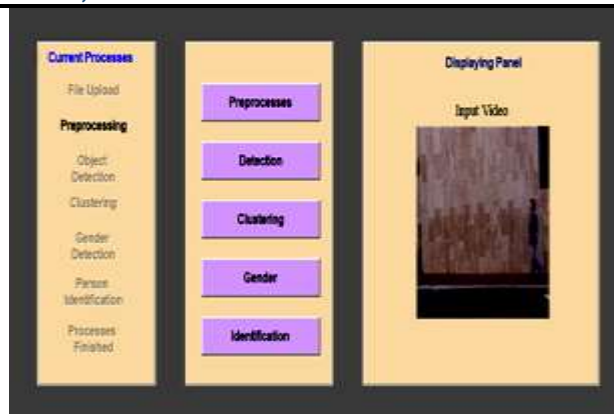 Current Processes
File Upload
Preprocessing
Object
Detection
Clustering
Gender
Detection
Person
Identification
Processes
Finished
Preprocesses
Detection
Clustering
Gender
Identification
Displaying Panel
Input Video